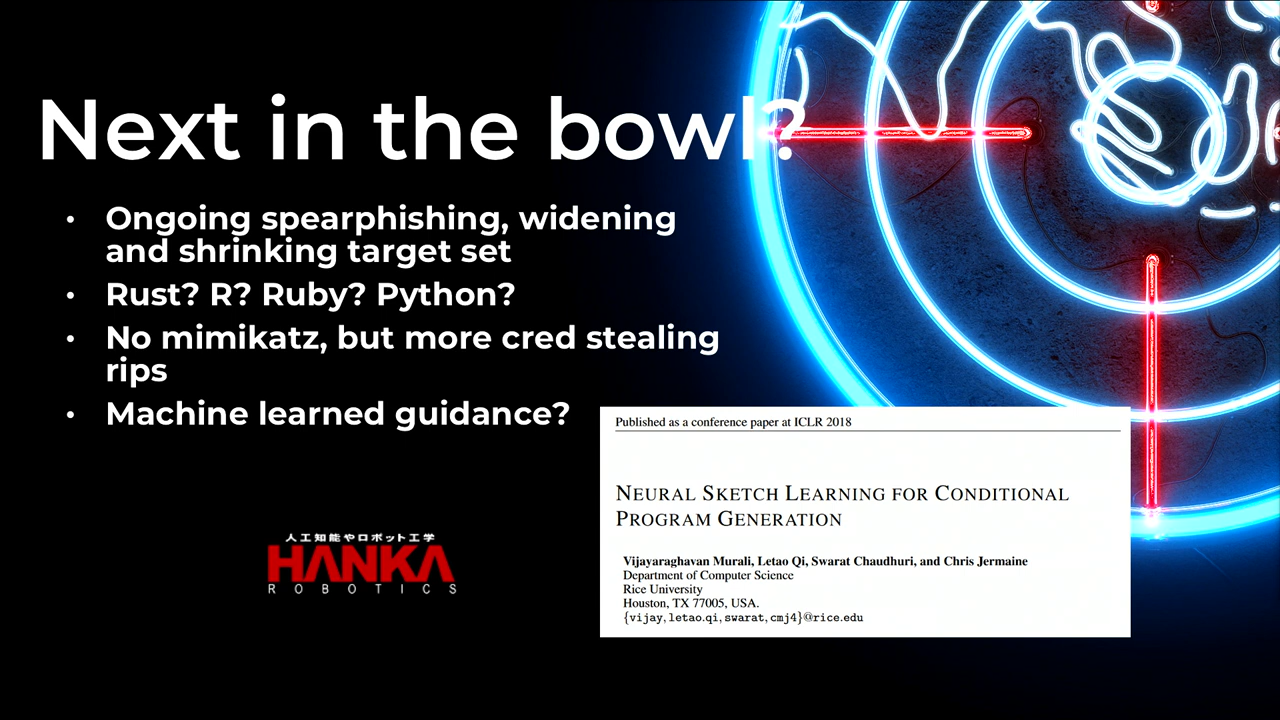 Next in the bowl?
• Ongoing spearphishing, widening
and shrinking target set
• Rust? R? Ruby? Python?
• No mimikatz, but more cred stealing
rips
• Machine learned guidance?
Published as a conference paper at ICLR 2018
NEURAL SKETCH LEARNING FOR CONDITIONAL
PROGRAM GENERATION
Vijayaraghavan Murali, Letao Qi, Swarat Chaudhuri, and Chris Jermaine
Department of Computer Science
Rice University
Houston, TX 77005, USA.
{vijay, letao.qi, swarat, cmj4}@rice.edu
人工知能やロボット工学
HANKA
ROBOTICS